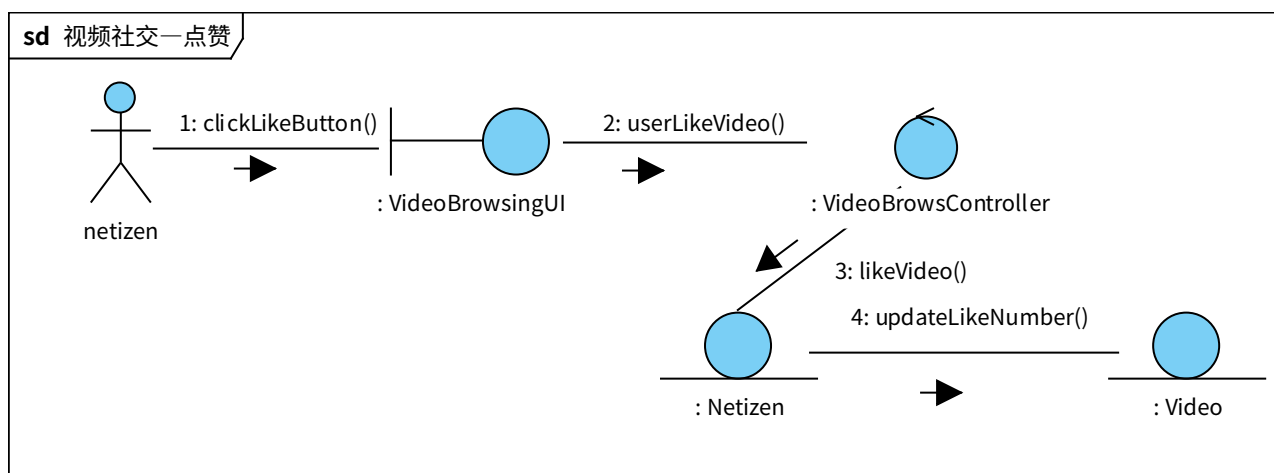 sd 视频社交—点赞
1: clickLikeButton()
2: userLikeVideo()
: VideoBrowsingUI
: VideoBrowsController
netizen
3: likeVideo()
4: updateLikeNumber()
: Netizen
: Video